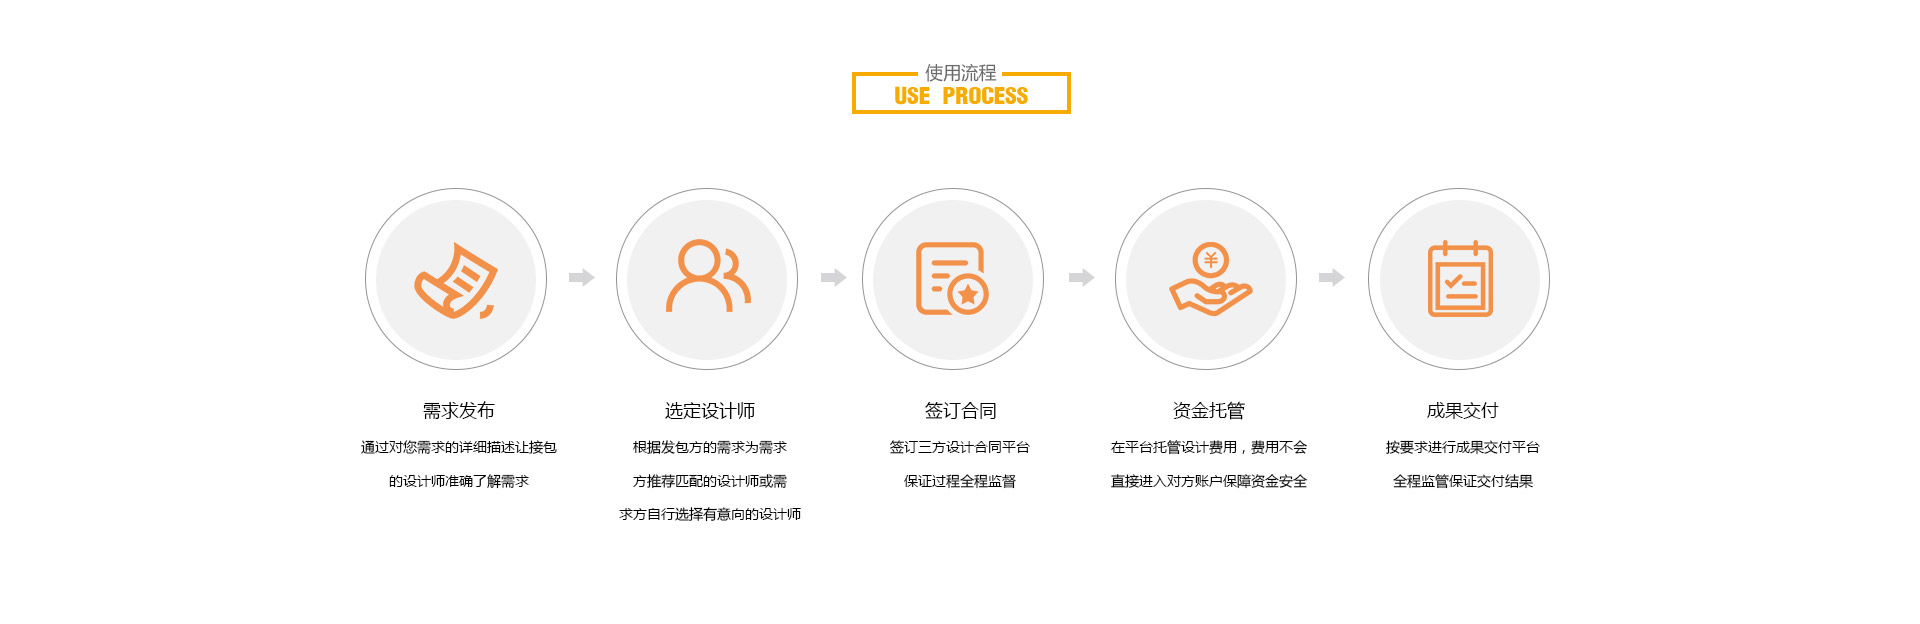 使用流程
USE PROCESS
¥
需求发布
通过对您需求的详细描述让接包
的设计师准确了解需求
选定设计师
根据发包方的需求为需求
方推荐匹配的设计师或需
求方自行选择有意向的设计师
签订合同
签订三方设计合同平台
保证过程全程监督
资金托管
在平台托管设计费用，费用不会
直接进入对方账户保障资金安全
成果交付
按要求进行成果交付平台
全程监管保证交付结果